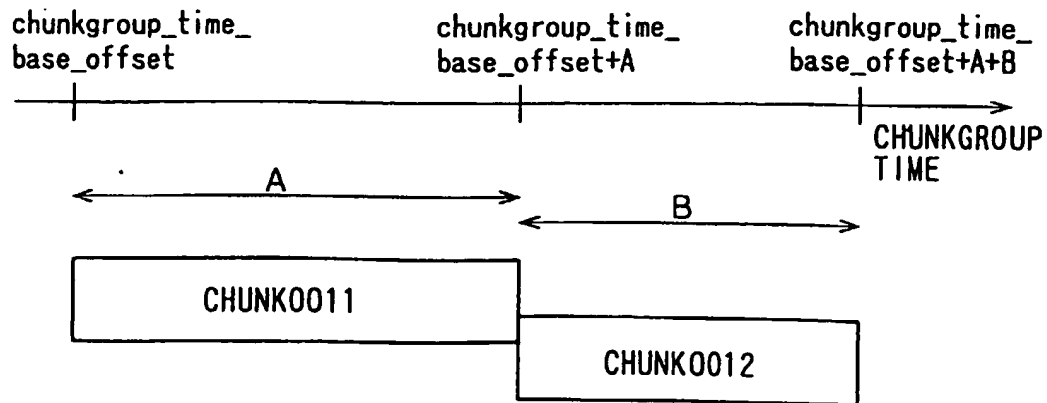 chunkgroup_time_
base_offset
chunkgroup_time_
base_offset+A
chunkgroup_time_
base_offset+A+B
CHUNKGROUP
TIME
A
B
CHUNK0011
CHUNK0012